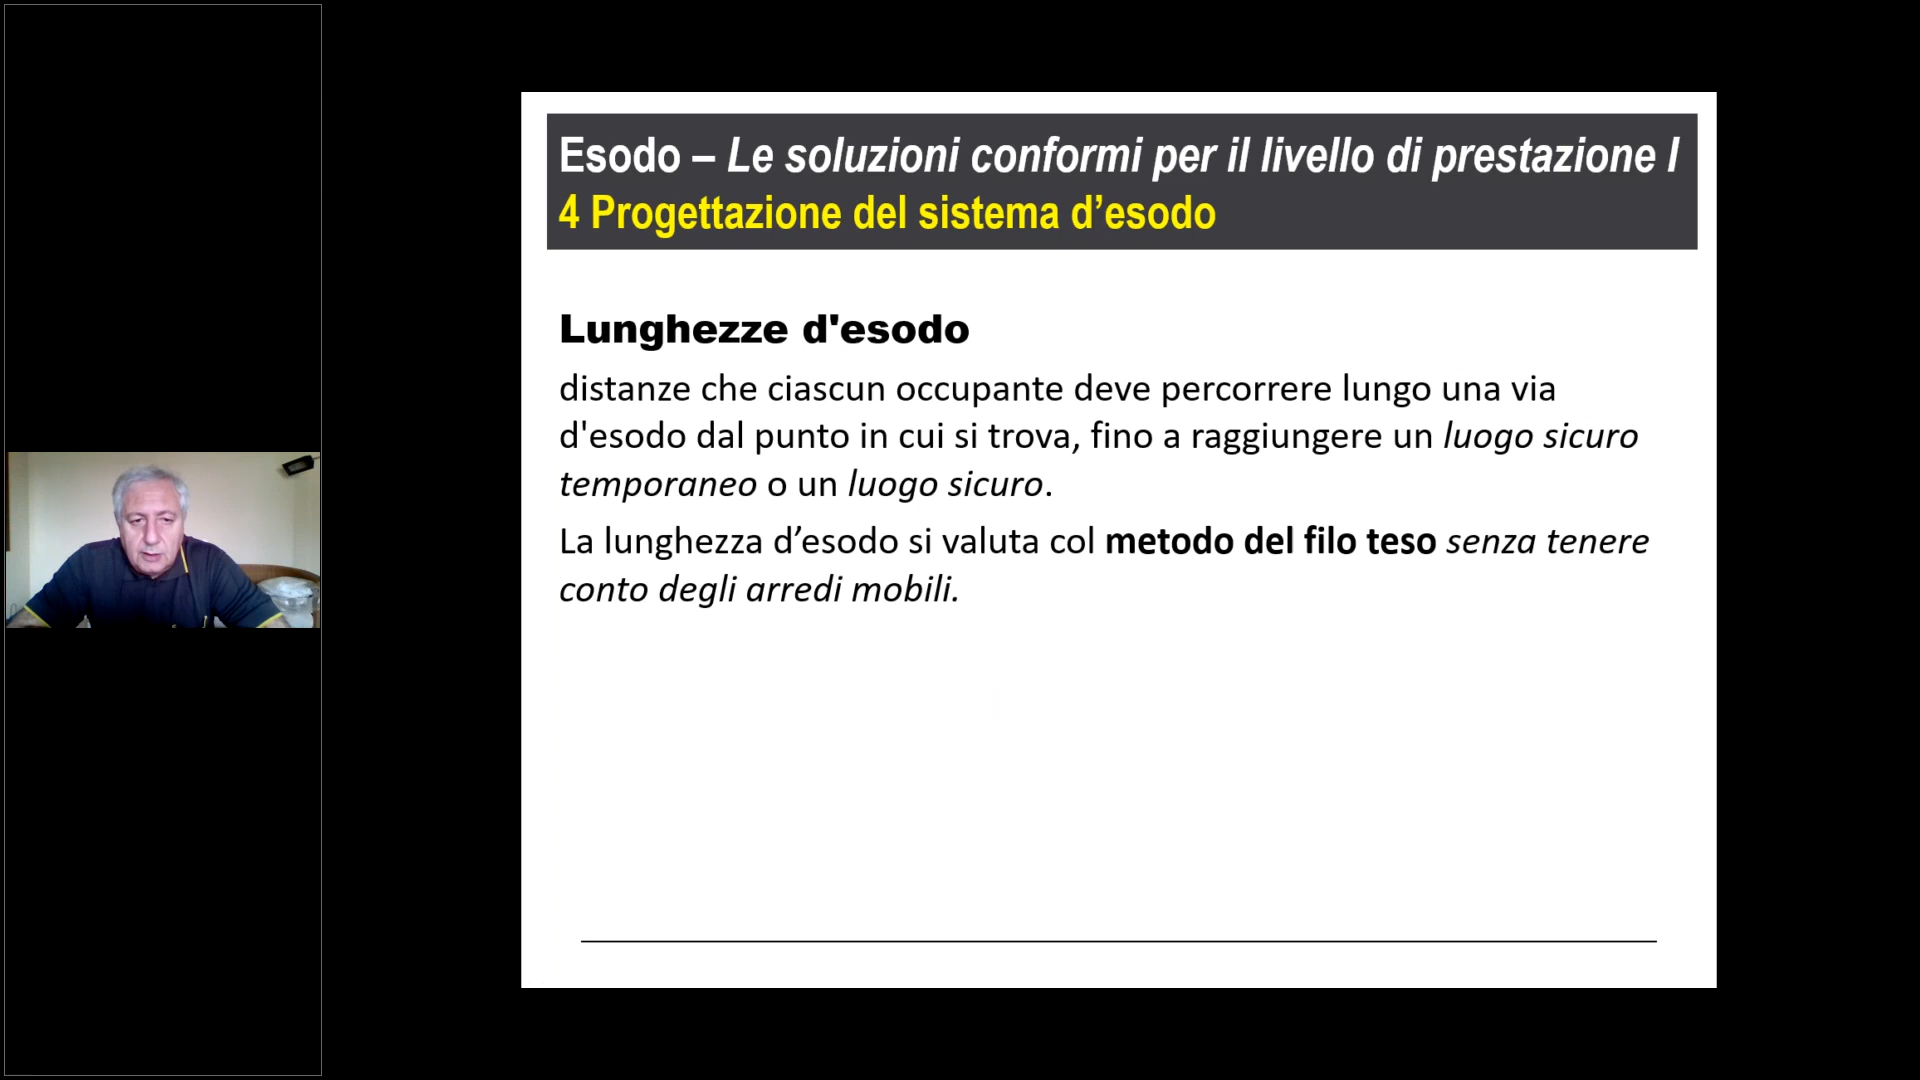 Esodo – Le soluzioni conformi per il livello di prestazione I
4 Progettazione del sistema d’esodo
Lunghezze d'esodo
distanze che ciascun occupante deve percorrere lungo una via
d'esodo dal punto in cui si trova, fino a raggiungere un luogo sicuro
temporaneo o un luogo sicuro.
La lunghezza d’esodo si valuta col metodo del filo teso senza tenere
conto degli arredi mobili.